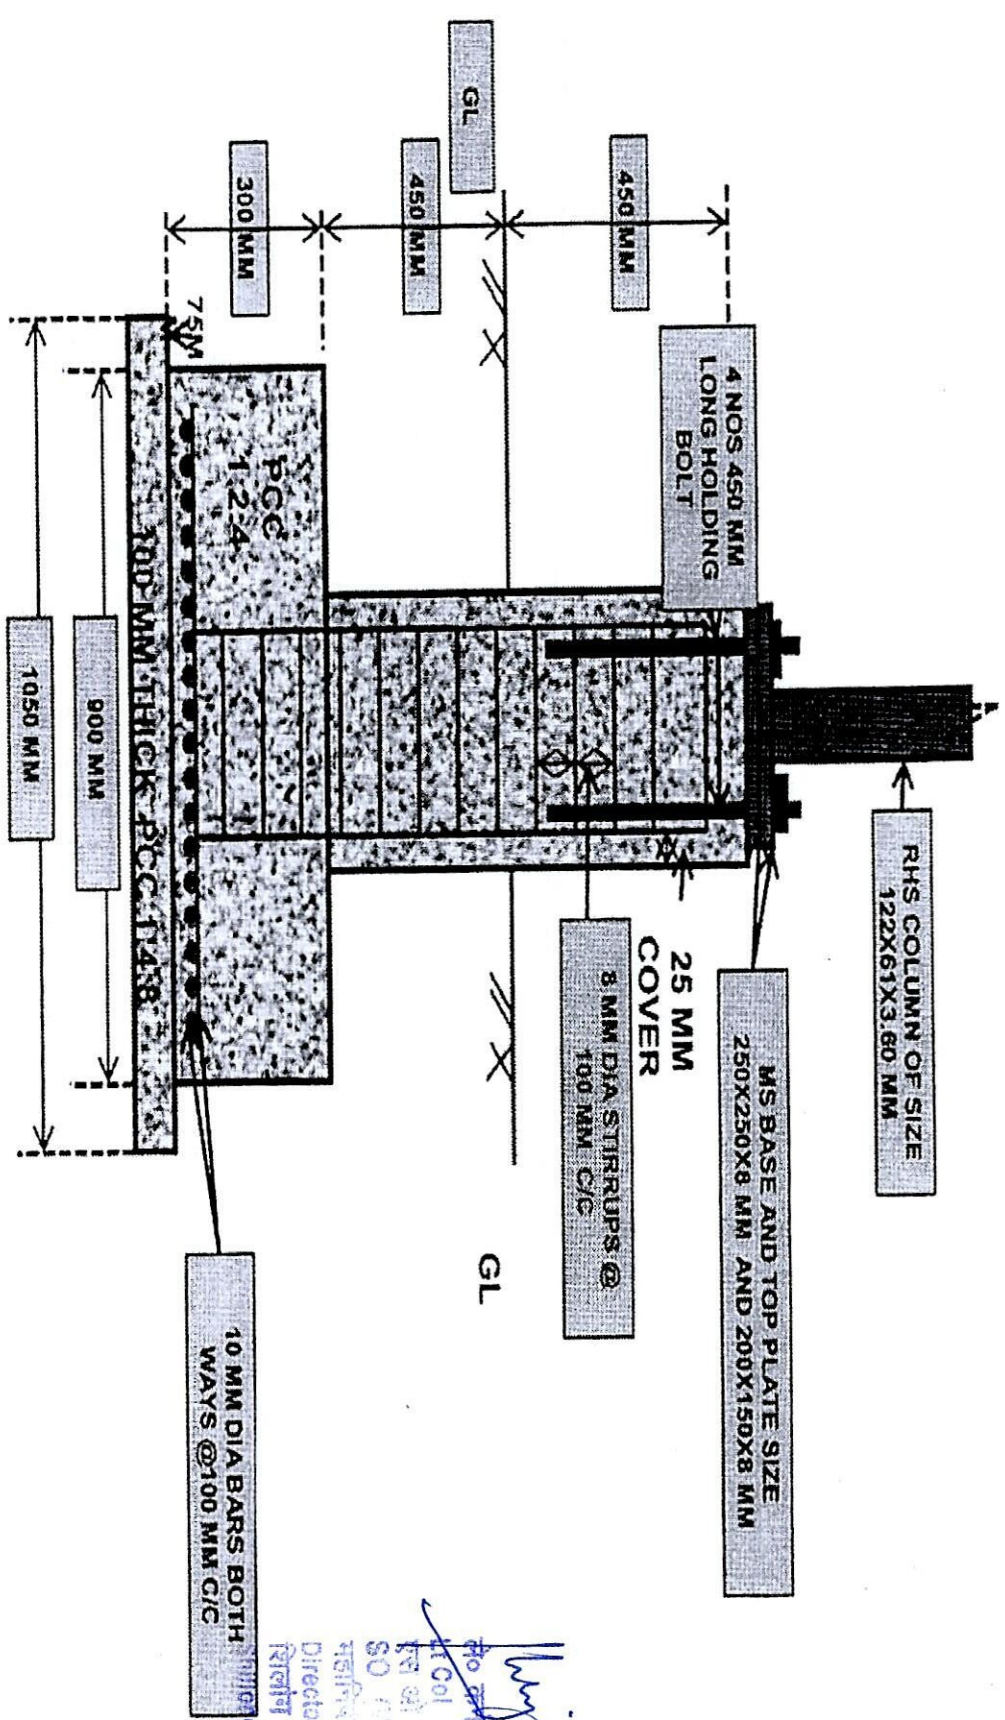 RHS COLUMN OF SIZE
122X61X3.60 MM
MS BASE AND TOP PLATE SIZE
250X250X8 MM AND 200X150X8 MM
4 NOS 450 MM
LONG HOLDING
BOLT
25 MM
COVER
450 MM
8 MM DIA STIRRUPS @
100 MM C/C
GL
GL
450 MM
300 MM
75M
PCC
1:2:4
10 MM DIA BARS BOTH
WAYS @100 MM C/C
100 MM THICK PCC 1:4:8
900 MM
1050 MM
Lt Col
SO